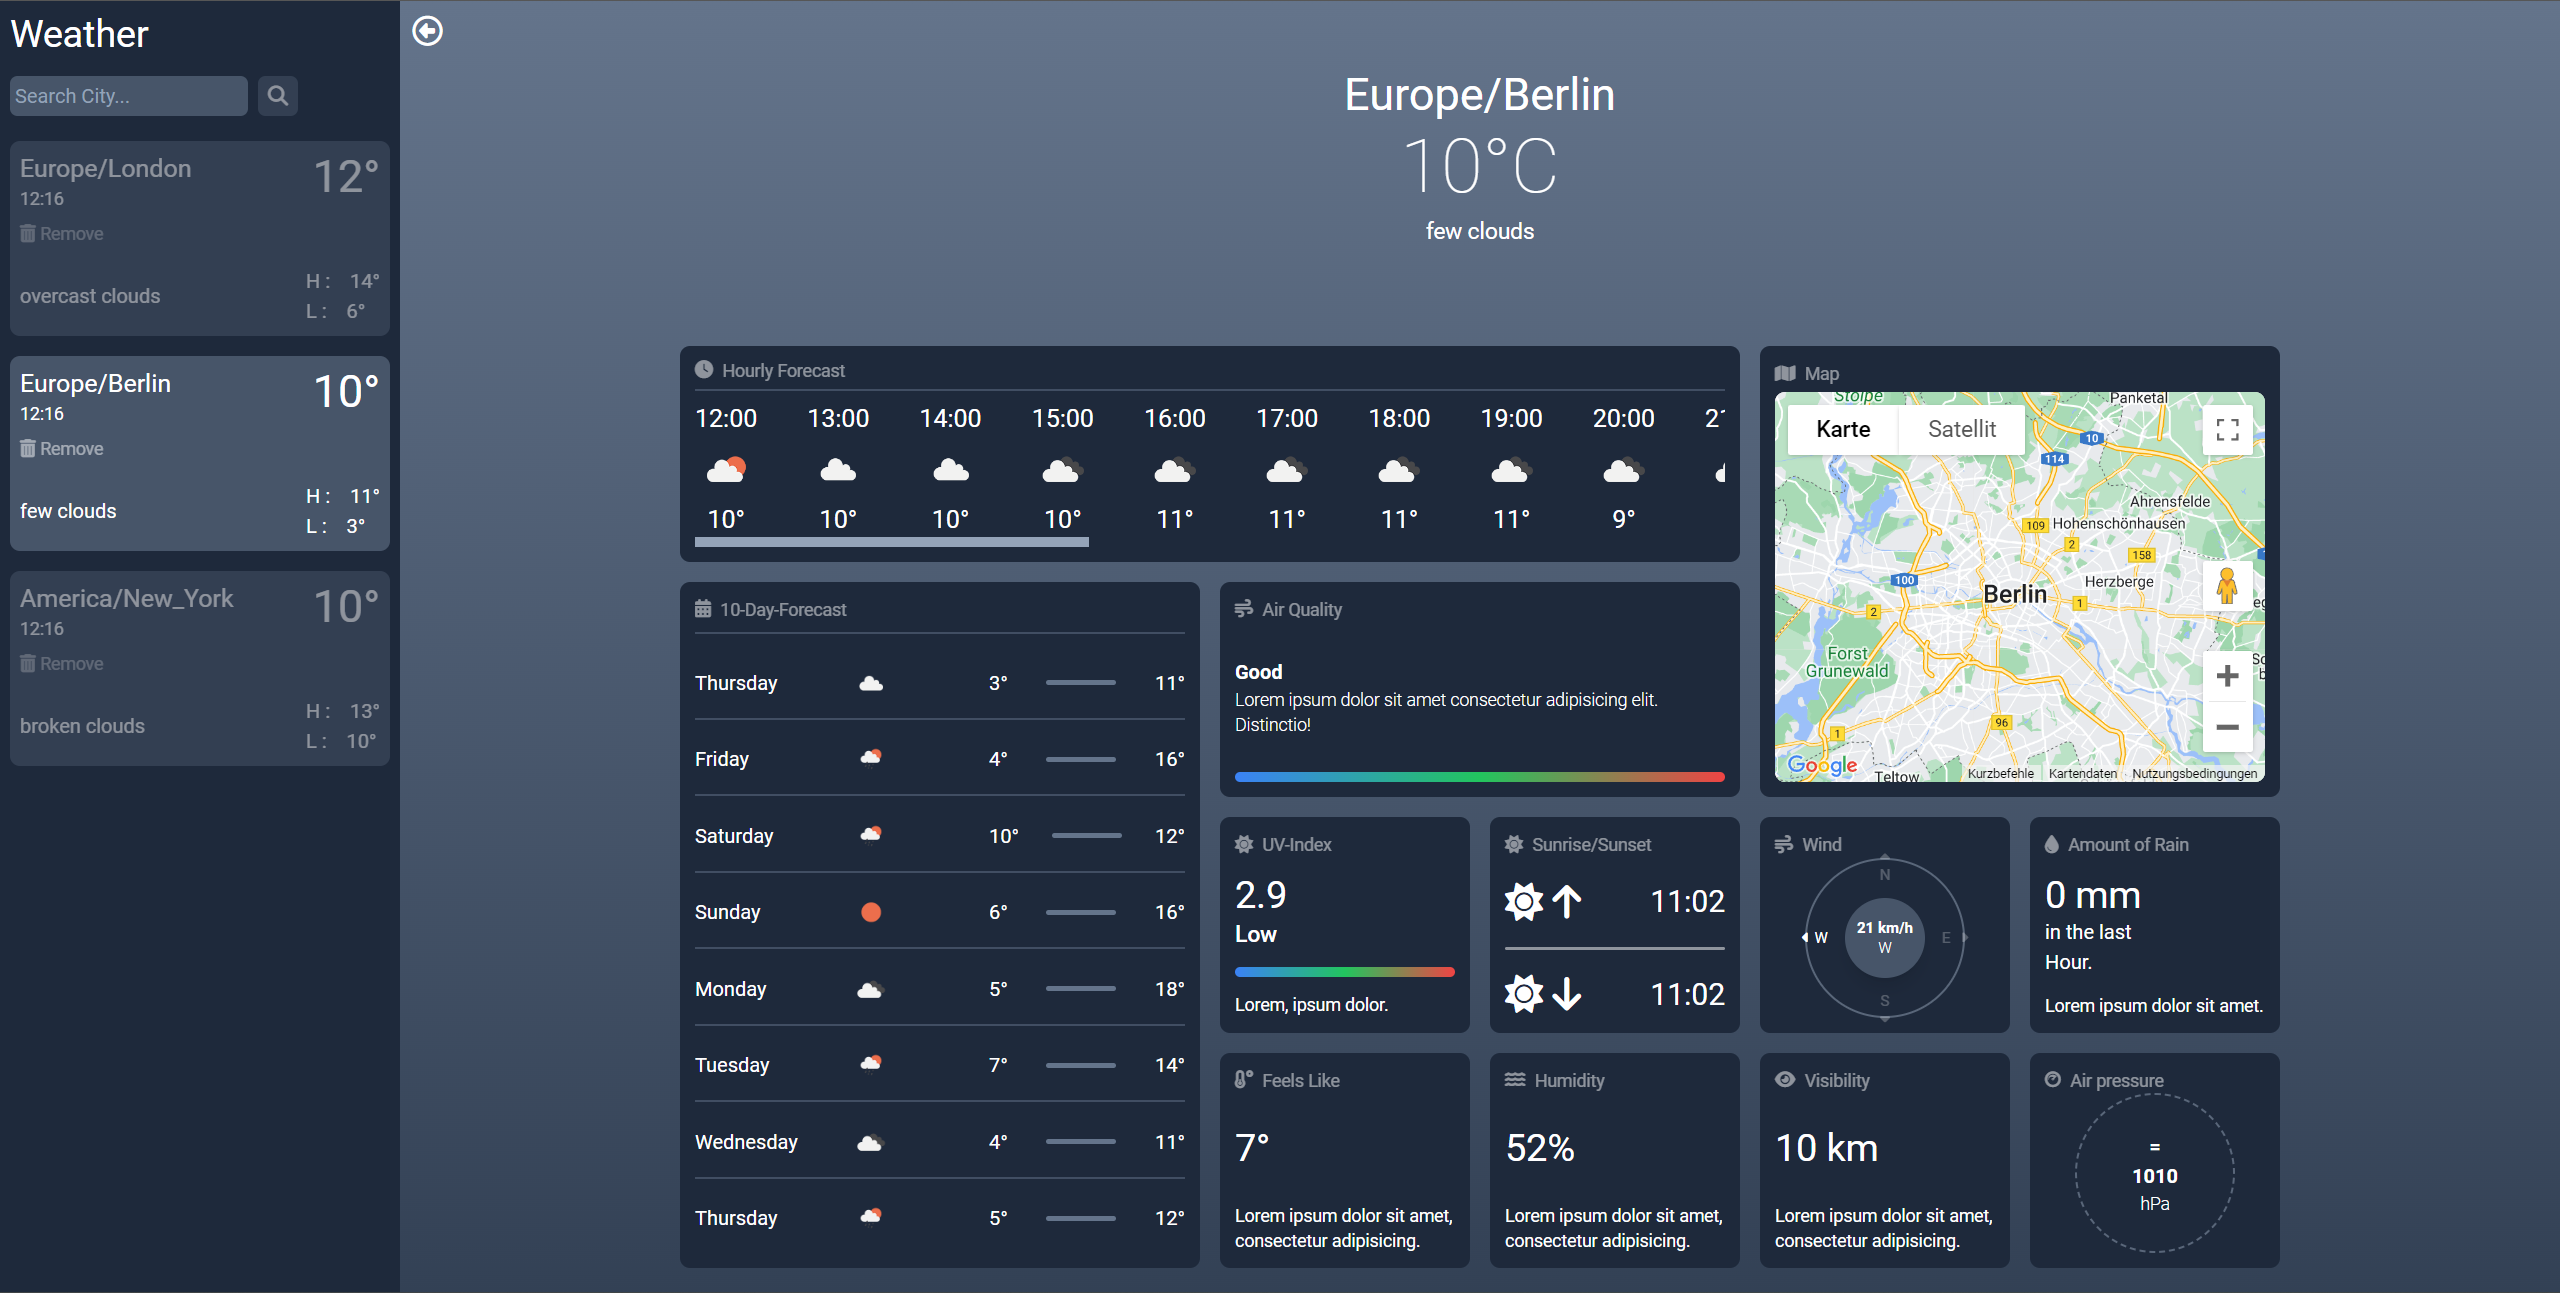 Weather
Search City...
Europe/London
12°
12:16
Remove
overcast clouds
H : 14°
L : 6°
Europe/Berlin
10°
12:16
Remove
few clouds
H : 11°
L : 3°
America/New_York
10°
12:16
Remove
broken clouds
H : 13°
L : 10°
Europe/Berlin
10°C
few clouds
Hourly Forecast
12:00 13:00 14:00 15:00 16:00 17:00 18:00 19:00 20:00
10° 10° 10° 10° 11° 11° 11° 11° 9°
Map
Karte Satellit
Stolpe
Panketal
10
114
Ahrensfelde
109 Hohenschönhausen
2
158
100
Herzberge
Berlin
1
2
Forst
Grunewald
96
1
Google
Teltow
Kurzbefehle Kartendaten Nutzungsbedingungen
10-Day-Forecast
Thursday 3° 11°
Friday 4° 16°
Saturday 10° 12°
Sunday 6° 16°
Monday 5° 18°
Tuesday 7° 14°
Wednesday 4° 11°
Thursday 5° 12°
Air Quality
Good
Lorem ipsum dolor sit amet consectetur adipisicing elit.
Distinctio!
UV-Index
2.9
Low
Lorem, ipsum dolor.
Sunrise/Sunset
11:02
11:02
Wind
N
W
21 km/h
W
E
S
Amount of Rain
0 mm
in the last
Hour.
Lorem ipsum dolor sit amet.
Feels Like
7°
Lorem ipsum dolor sit amet,
consectetur adipisicing.
Humidity
52%
Lorem ipsum dolor sit amet,
consectetur adipisicing.
Visibility
10 km
Lorem ipsum dolor sit amet,
consectetur adipisicing.
Air pressure
=
1010
hPa